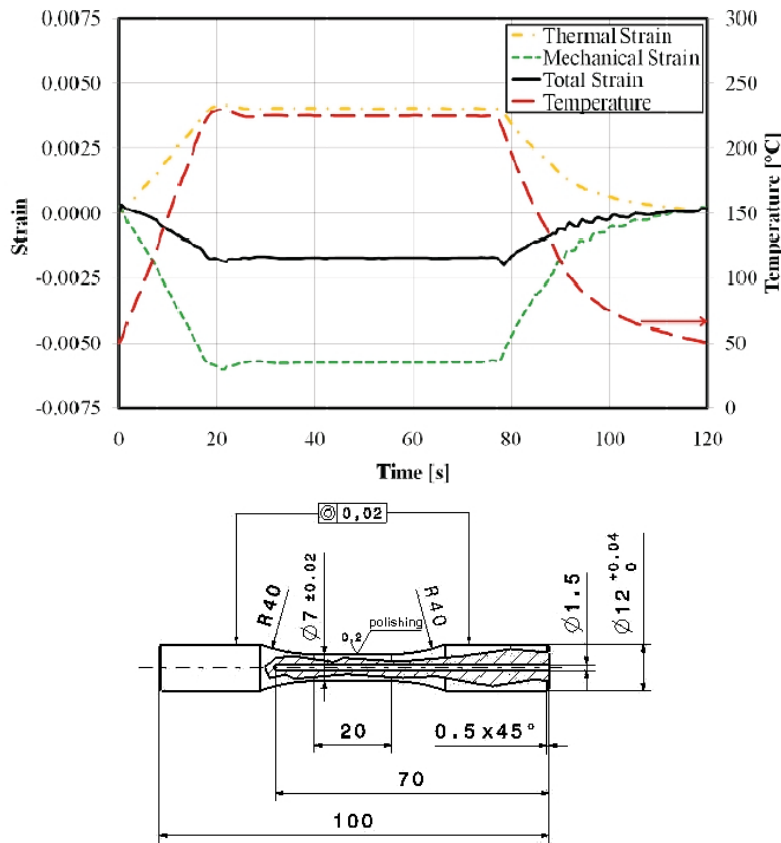 0.0075
0.0050
0.0025
0.0000
-0.0025
-0.0050
-0.0075
Strain
Thermal Strain
Mechanical Strain
Total Strain
Temperature
300
250
200
150
100
50
0
Temperature [°C]
0
20
40
60
80
100
120
Time [s]
◎ 0,02
R40
Ø7 ±0.02
0,2
polishing
R40
Ø1.5
Ø12 +0.04
0
20
0.5x45°
70
100